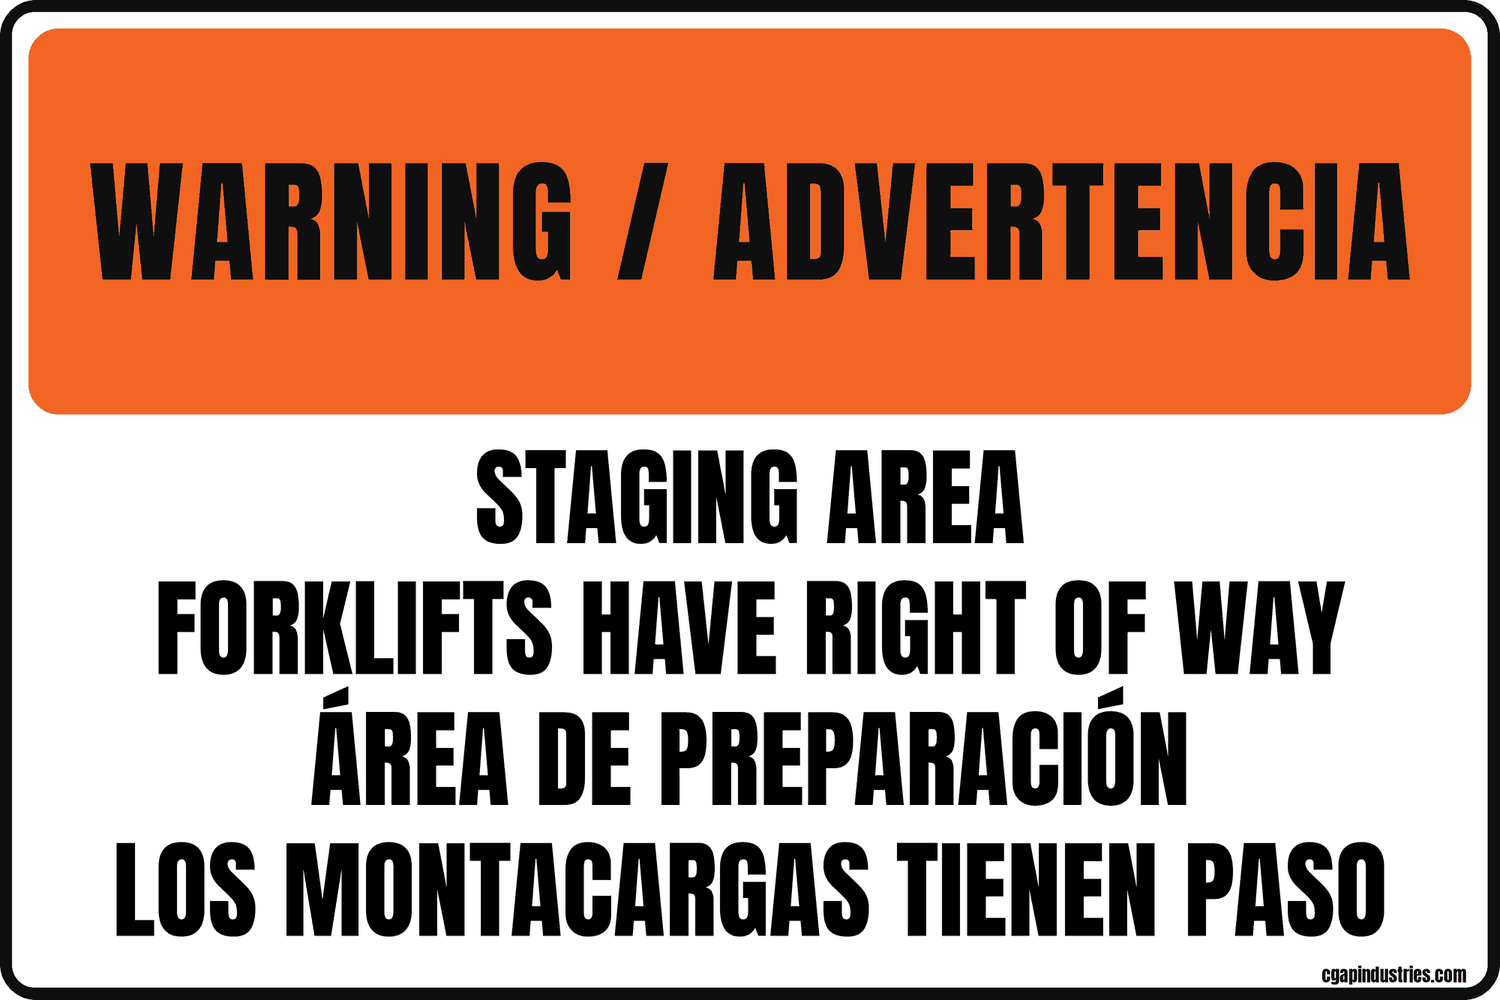 WARNING / ADVERTENCIA
STAGING AREA
FORKLIFTS HAVE RIGHT OF WAY
ÁREA DE PREPARACIÓN
LOS MONTACARGAS TIENEN PASO
cgapindustries.com